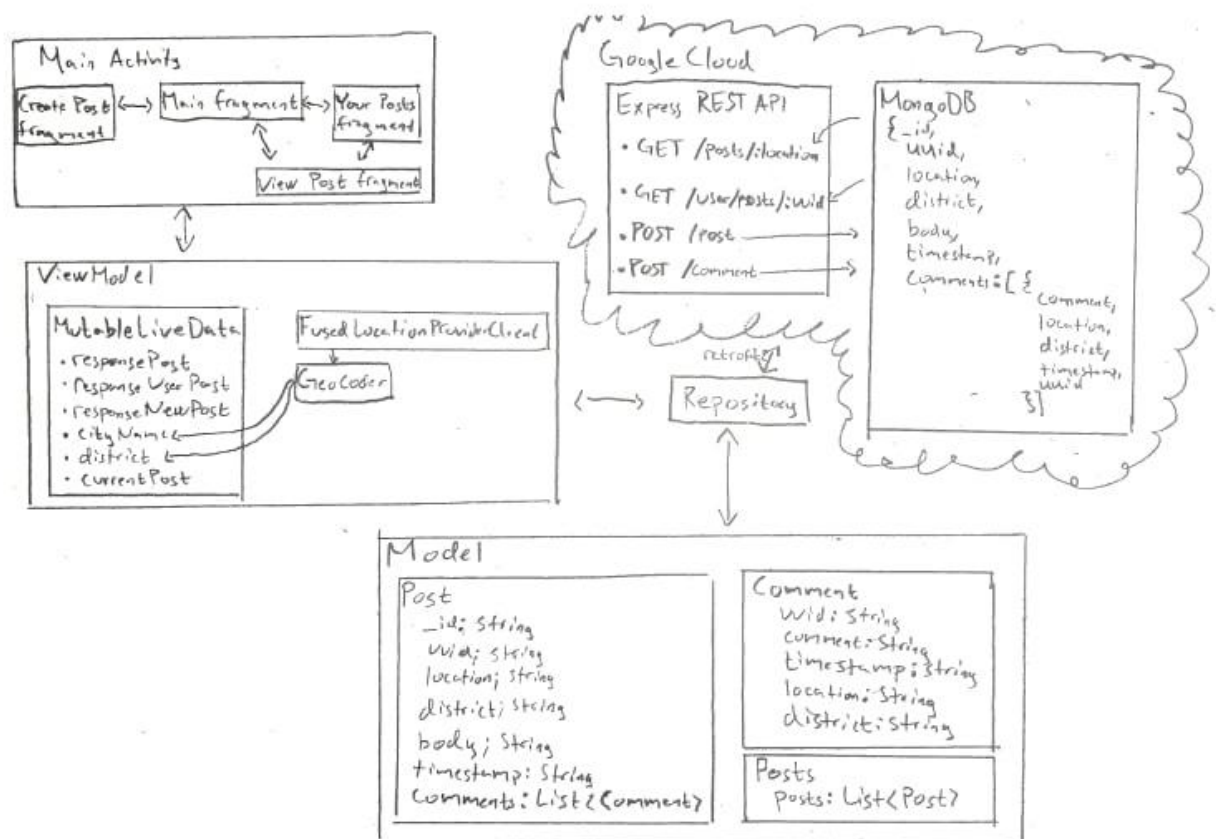 Main Activity
Create Post
fragment
Main fragment
Your Posts
fragment
View Post fragment
ViewModel
MutableLiveData
• responsePost
• responseUserPost
• responseNewPost
• cityName
• district
• currentPost
FusedLocationProviderClient
GeoCoder
Google Cloud
Express REST API
• GET /posts/:location
• GET /user/posts/:uuid
• POST /post
• POST /comment
MongoDB
{_id,
uuid,
location,
district,
body,
timestamp,
comments:[{
comment,
location,
district,
timestamp,
uuid
}]
retrofit
Repository
Model
Post
_id: String
uuid; String
location; String
district; String
body; String
timestamp: String
Comments: List<Comment>
Comment
uuid: String
comment: String
timestamp: String
location: String
district: String
Posts
posts: List<Post>